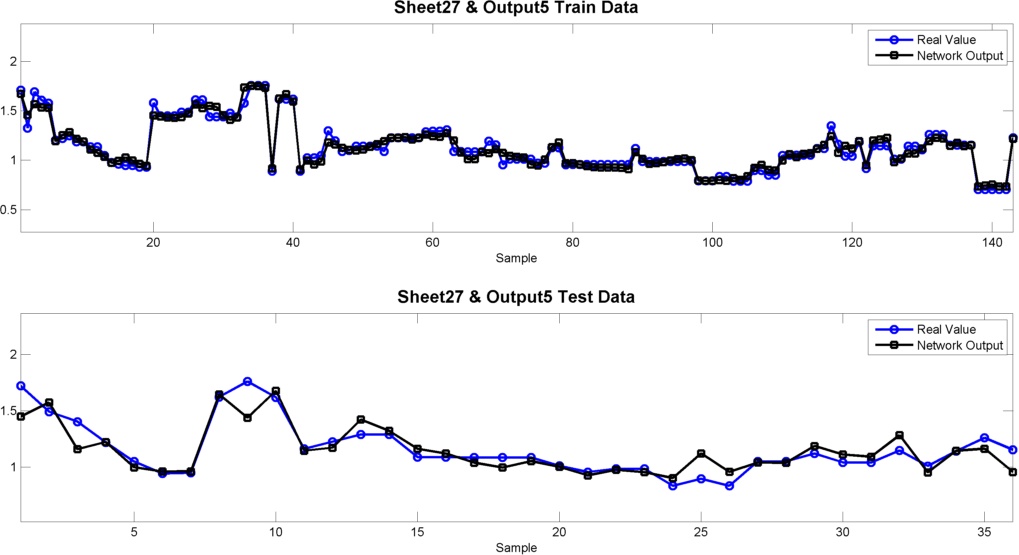 Sheet27 & Output5 Train Data
Real Value
Network Output
2
1.5
1
0.5
20 40 60 80 100 120 140
Sample
Sheet27 & Output5 Test Data
Real Value
Network Output
2
1.5
1
5 10 15 20 25 30 35
Sample